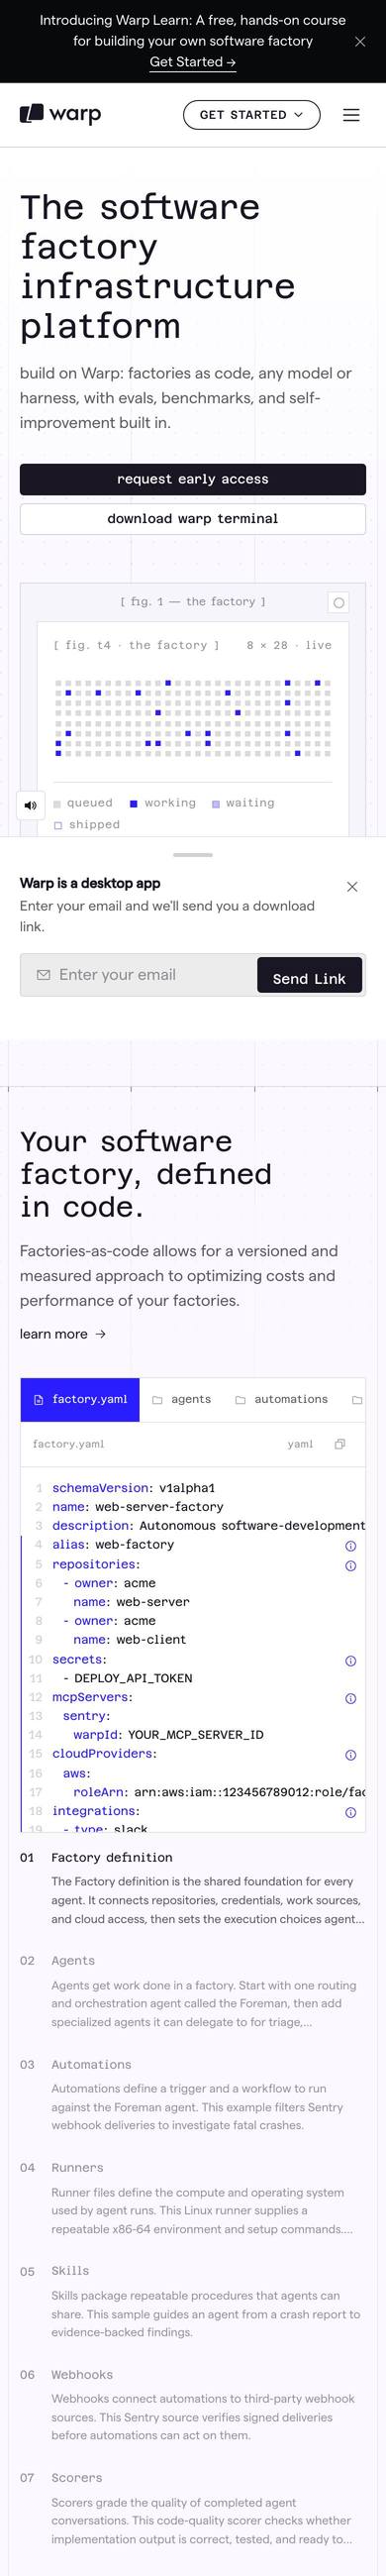 Introducing Warp Learn: A free, hands-on course
for building your own software factory
Get Started →
warp
GET STARTED
The software
factory
infrastructure
platform
build on Warp: factories as code, any model or
harness, with evals, benchmarks, and self-
improvement built in.
request early access
download warp terminal
[ fig. 1 — the factory ]
[ fig. t4 · the factory ] 8 × 28 · live
queued working waiting
shipped
Warp is a desktop app
Enter your email and we'll send you a download
link.
Enter your email Send Link
Your software
factory, defined
in code.
Factories-as-code allows for a versioned and
measured approach to optimizing costs and
performance of your factories.
learn more →
factory.yaml agents automations
factory.yaml yaml
1 schemaVersion: v1alpha1
2 name: web-server-factory
3 description: Autonomous software-development
4 alias: web-factory
5 repositories:
6 - owner: acme
7 name: web-server
8 - owner: acme
9 name: web-client
10 secrets:
11 - DEPLOY_API_TOKEN
12 mcpServers:
13 sentry:
14 warpId: YOUR_MCP_SERVER_ID
15 cloudProviders:
16 aws:
17 roleArn: arn:aws:iam::123456789012:role/fac
18 integrations:
19 - type: slack
01 Factory definition
The Factory definition is the shared foundation for every
agent. It connects repositories, credentials, work sources,
and cloud access, then sets the execution choices agent...
02 Agents
Agents get work done in a factory. Start with one routing
and orchestration agent called the Foreman, then add
specialized agents it can delegate to for triage,...
03 Automations
Automations define a trigger and a workflow to run
against the Foreman agent. This example filters Sentry
webhook deliveries to investigate fatal crashes.
04 Runners
Runner files define the compute and operating system
used by agent runs. This Linux runner supplies a
repeatable x86-64 environment and setup commands....
05 Skills
Skills package repeatable procedures that agents can
share. This sample guides an agent from a crash report to
evidence-backed findings.
06 Webhooks
Webhooks connect automations to third-party webhook
sources. This Sentry source verifies signed deliveries
before automations can act on them.
07 Scorers
Scorers grade the quality of completed agent
conversations. This code-quality scorer checks whether
implementation output is correct, tested, and ready to...